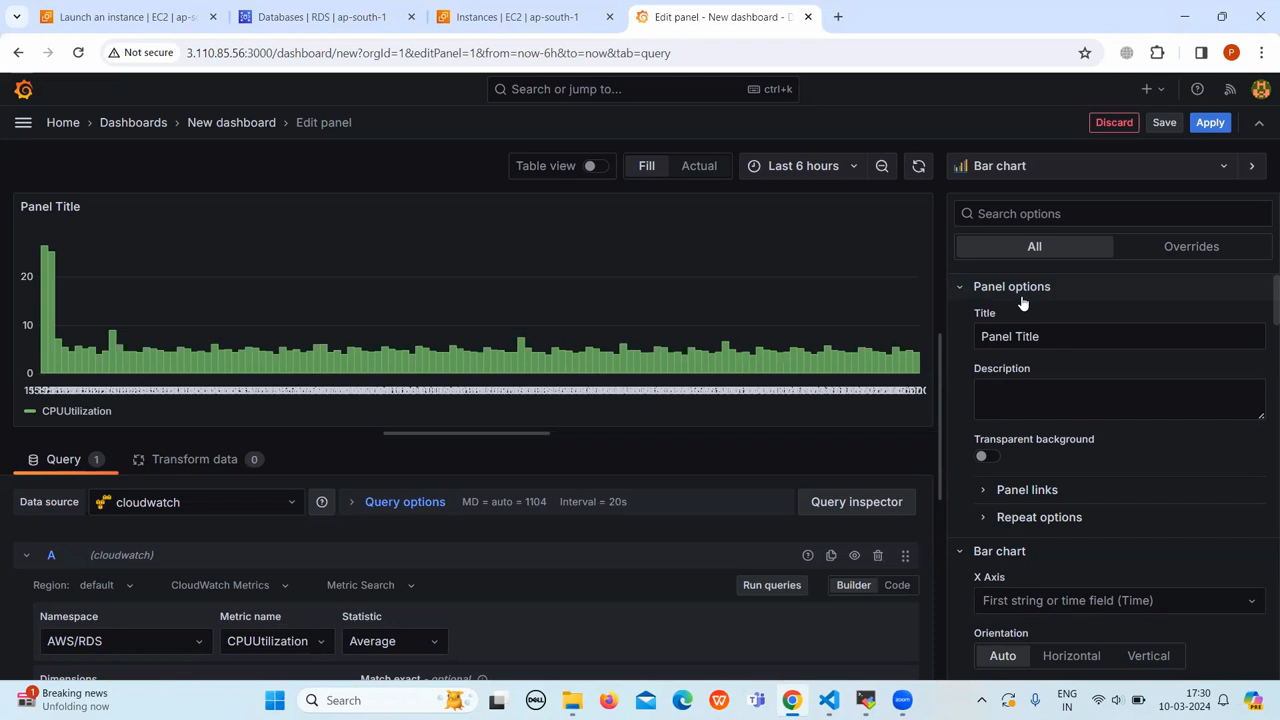 Launch an instance | EC2 | ap-so
Databases | RDS | ap-south-1
Instances | EC2 | ap-south-1
Edit panel - New dashboard - D
Not secure
3.110.85.56:3000/dashboard/new?orgId=1&editPanel=1&from=now-6h&to=now&tab=query
P
Search or jump to...
ctrl+k
Home
Dashboards
New dashboard
Edit panel
Discard
Save
Apply
Table view
Fill
Actual
Last 6 hours
Bar chart
Panel Title
20
10
0
CPUUtilization
Search options
All
Overrides
Panel options
Title
Panel Title
Description
Transparent background
Panel links
Repeat options
Bar chart
X Axis
First string or time field (Time)
Orientation
Auto
Horizontal
Vertical
Query
1
Transform data
0
Data source
cloudwatch
Query options
MD = auto = 1104
Interval = 20s
Query inspector
A
(cloudwatch)
Region:
default
CloudWatch Metrics
Metric Search
Run queries
Builder
Code
Namespace
Metric name
Statistic
AWS/RDS
CPUUtilization
Average
Dimensions
Match exact - optional
1
Breaking news
Unfolding now
Search
ENG
IN
17:30
10-03-2024